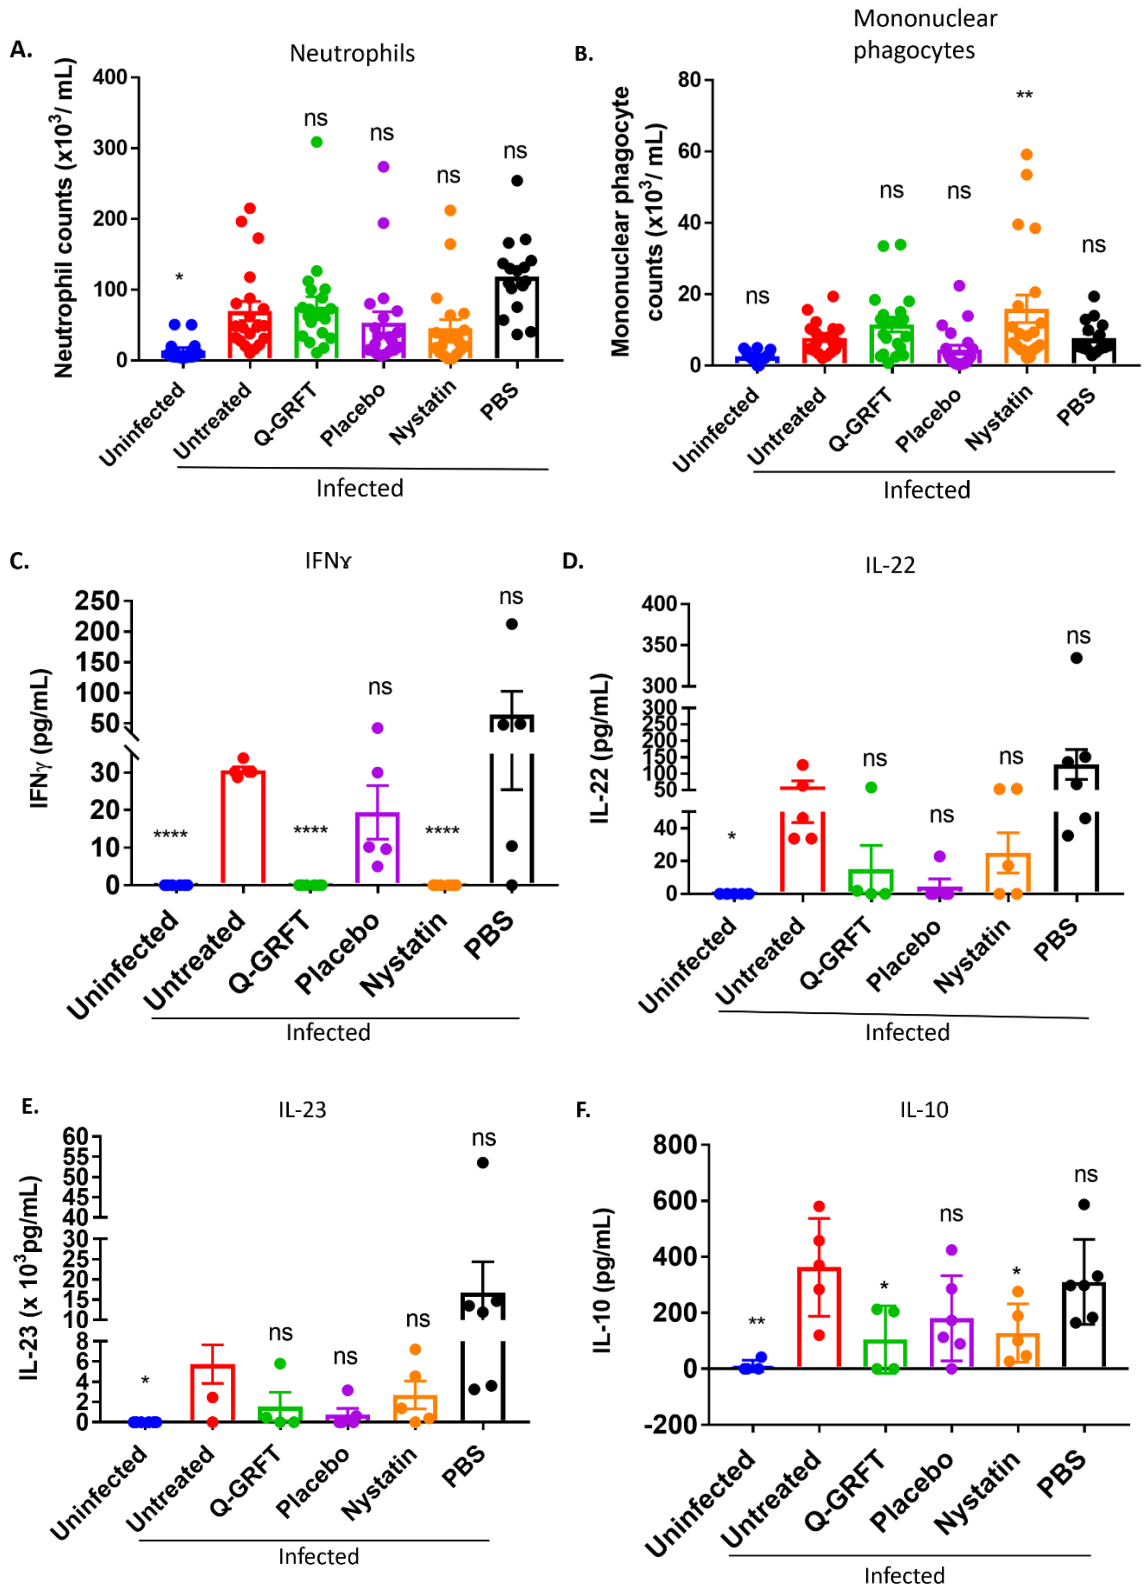 A.
Neutrophils
Neutrophil counts (x10³/ mL)
400
300
200
100
0
*
ns
ns
ns
ns
Uninfected
Untreated
Q-GRFT
Placebo
Nystatin
PBS
Infected
B.
Mononuclear
phagocytes
Mononuclear phagocyte
counts (x10³/ mL)
80
60
40
20
0
ns
ns
ns
**
ns
Uninfected
Untreated
Q-GRFT
Placebo
Nystatin
PBS
Infected
C.
IFNɤ
IFNγ (pg/mL)
250
200
150
100
50
30
20
10
0
****
****
ns
****
ns
Uninfected
Untreated
Q-GRFT
Placebo
Nystatin
PBS
Infected
D.
IL-22
IL-22 (pg/mL)
400
350
300
300
250
200
150
100
50
40
20
0
*
ns
ns
ns
ns
Uninfected
Untreated
Q-GRFT
Placebo
Nystatin
PBS
Infected
E.
IL-23
IL-23 (x 10³pg/mL)
60
55
50
45
40
30
25
20
15
10
8
6
4
2
0
*
ns
ns
ns
ns
Uninfected
Untreated
Q-GRFT
Placebo
Nystatin
PBS
Infected
F.
IL-10
IL-10 (pg/mL)
800
600
400
200
0
-200
**
*
ns
*
ns
Uninfected
Untreated
Q-GRFT
Placebo
Nystatin
PBS
Infected